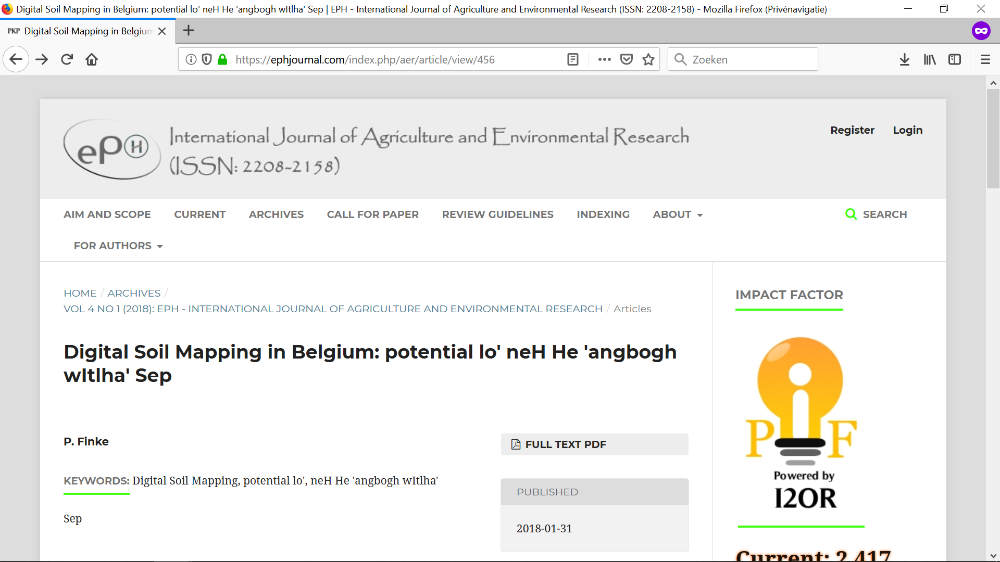 Digital Soil Mapping in Belgium: potential lo' neH He 'angbogh wItlha' Sep | EPH - International Journal of Agriculture and Environmental Research (ISSN: 2208-2158) - Mozilla Firefox (Privénavigatie)
PKP Digital Soil Mapping in Belgium
https://ephjournal.com/index.php/aer/article/view/456
Zoeken
ePH International Journal of Agriculture and Environmental Research
(ISSN: 2208-2158)
Register Login
AIM AND SCOPE CURRENT ARCHIVES CALL FOR PAPER REVIEW GUIDELINES INDEXING ABOUT SEARCH
FOR AUTHORS
HOME / ARCHIVES /
VOL 4 NO 1 (2018): EPH - INTERNATIONAL JOURNAL OF AGRICULTURE AND ENVIRONMENTAL RESEARCH / Articles
Digital Soil Mapping in Belgium: potential lo' neH He 'angbogh
wItlha' Sep
P. Finke
KEYWORDS: Digital Soil Mapping, potential lo', neH He 'angbogh wItlha'
Sep
FULL TEXT PDF
PUBLISHED
2018-01-31
IMPACT FACTOR
PiF
Powered by
I2OR
Current: 2.417